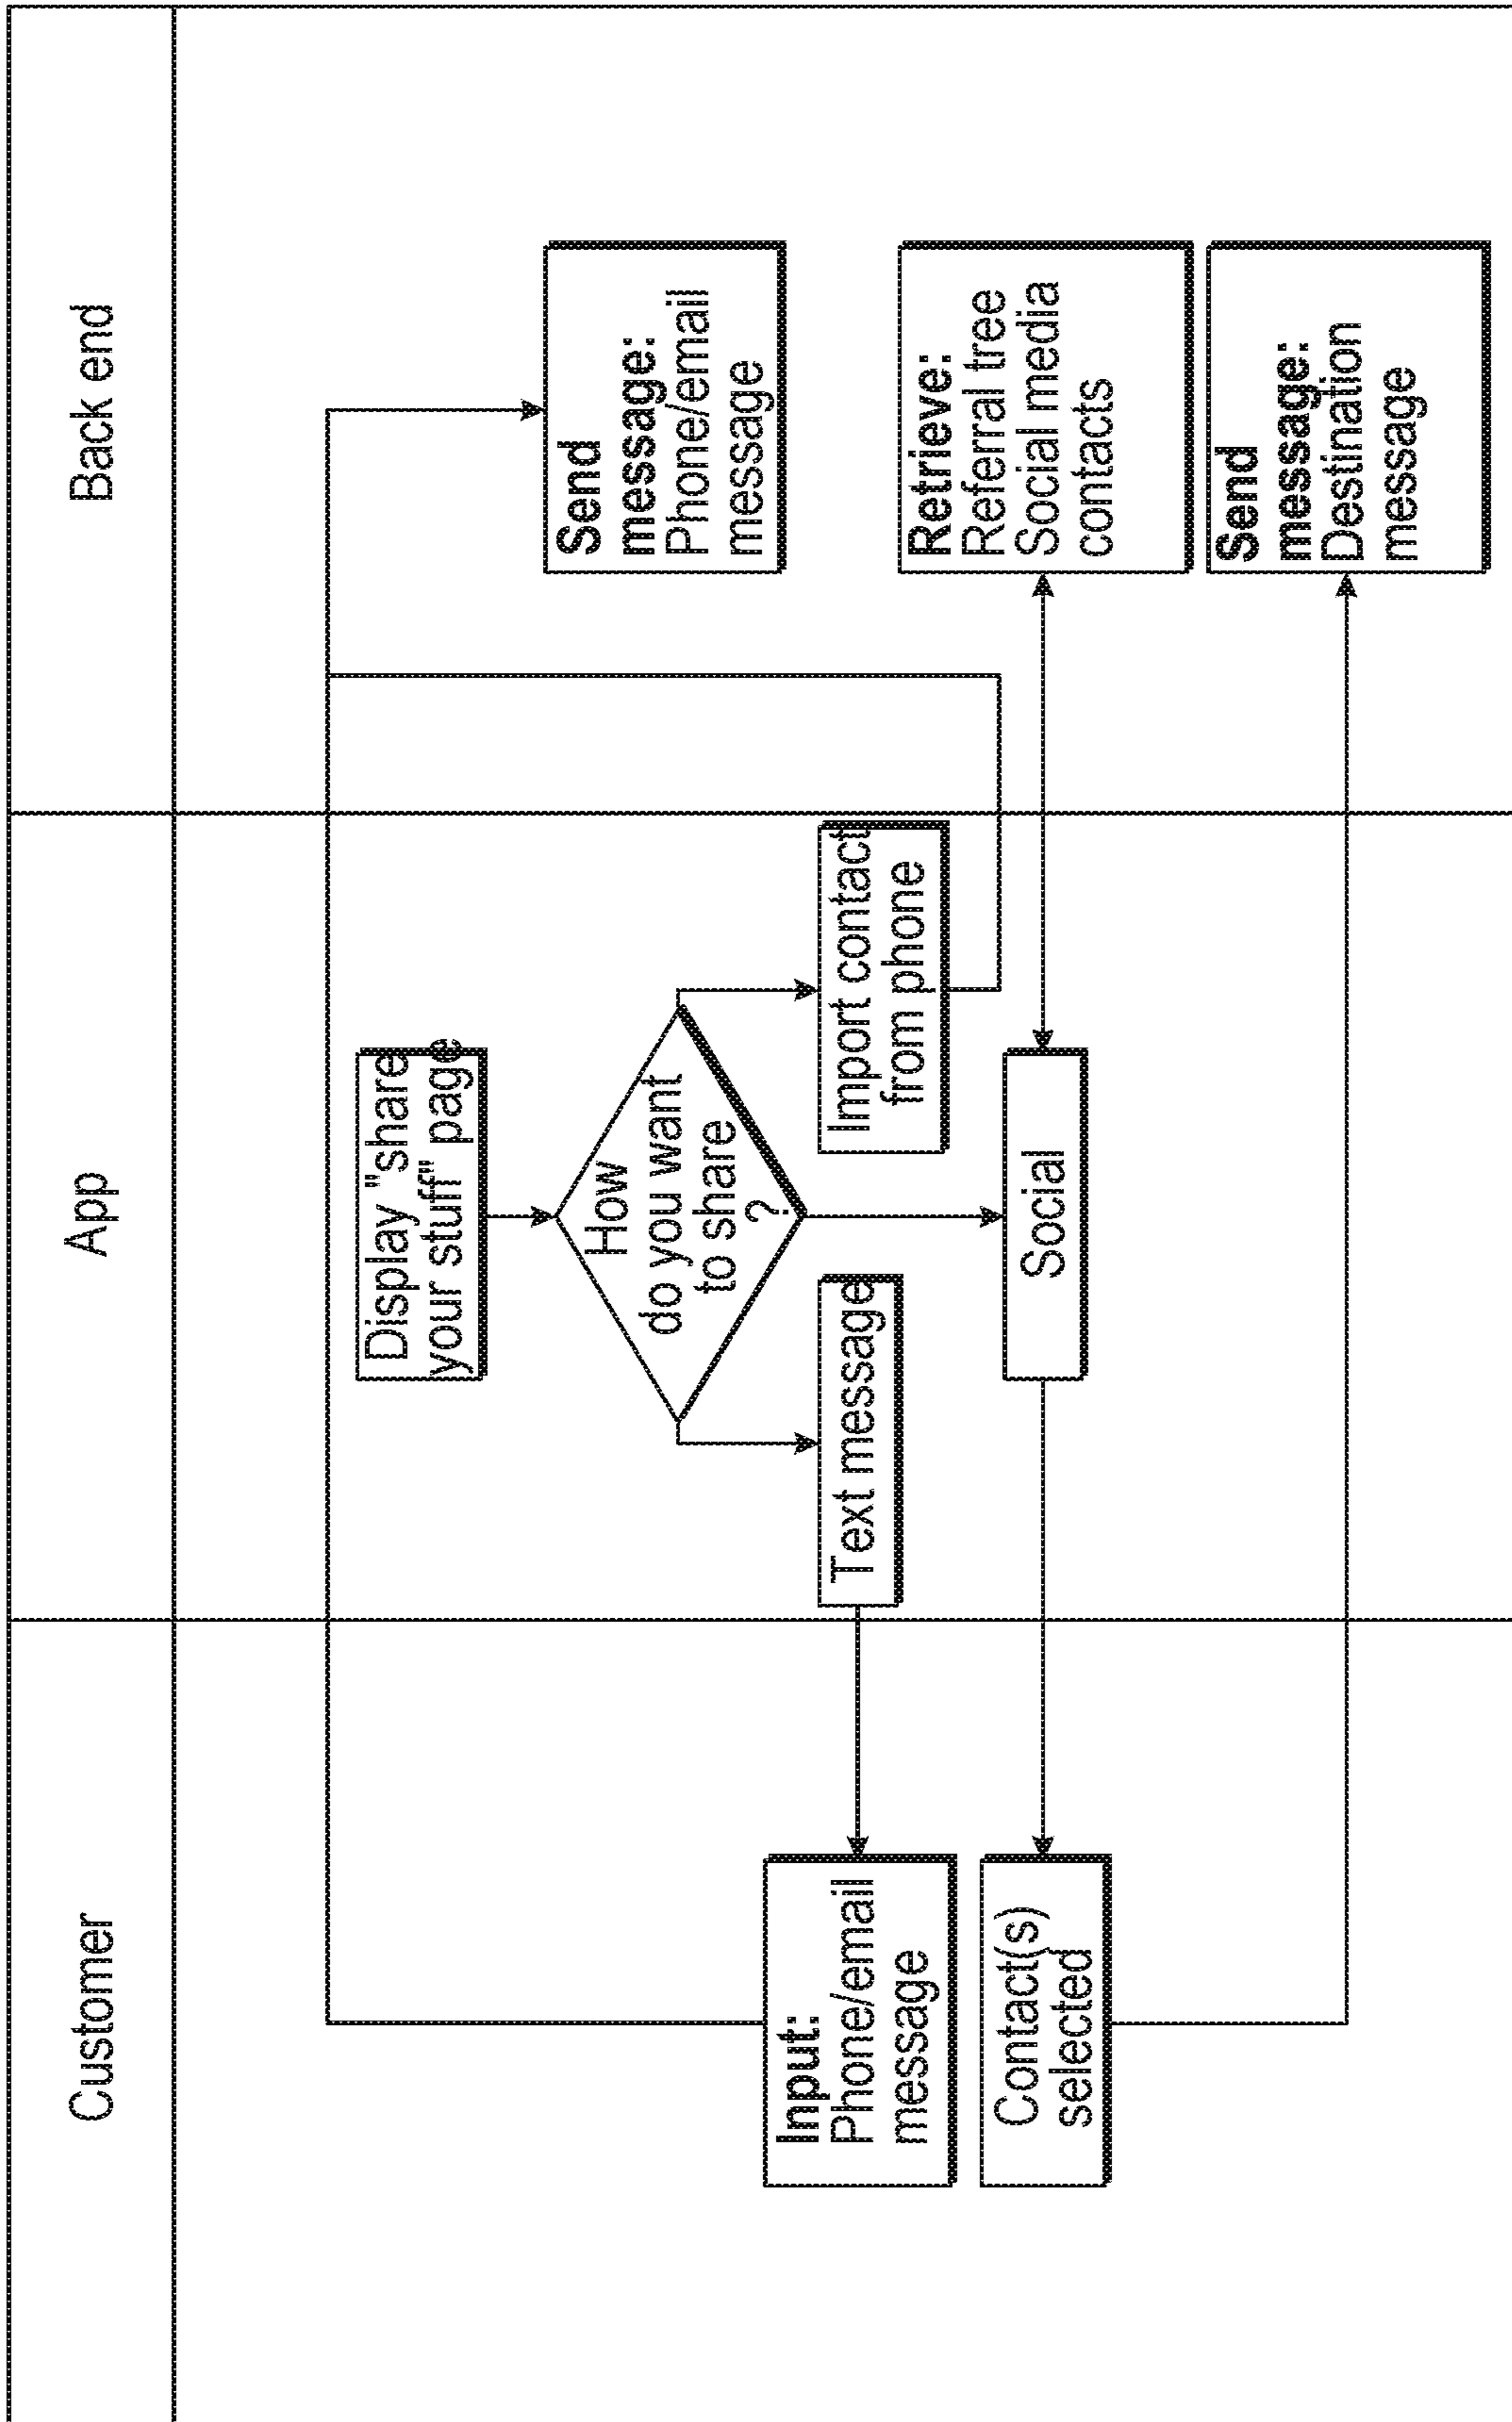 Customer
App
Back end
Display "share
your stuff" page
How
do you want
to share
?
Send
message:
Phone/email
message
Input:
Phone/email
message
Text message
Import contact
from phone
Contact(s)
selected
Social
Retrieve:
Referral tree
Social media
contacts
Send
message:
Destination
message